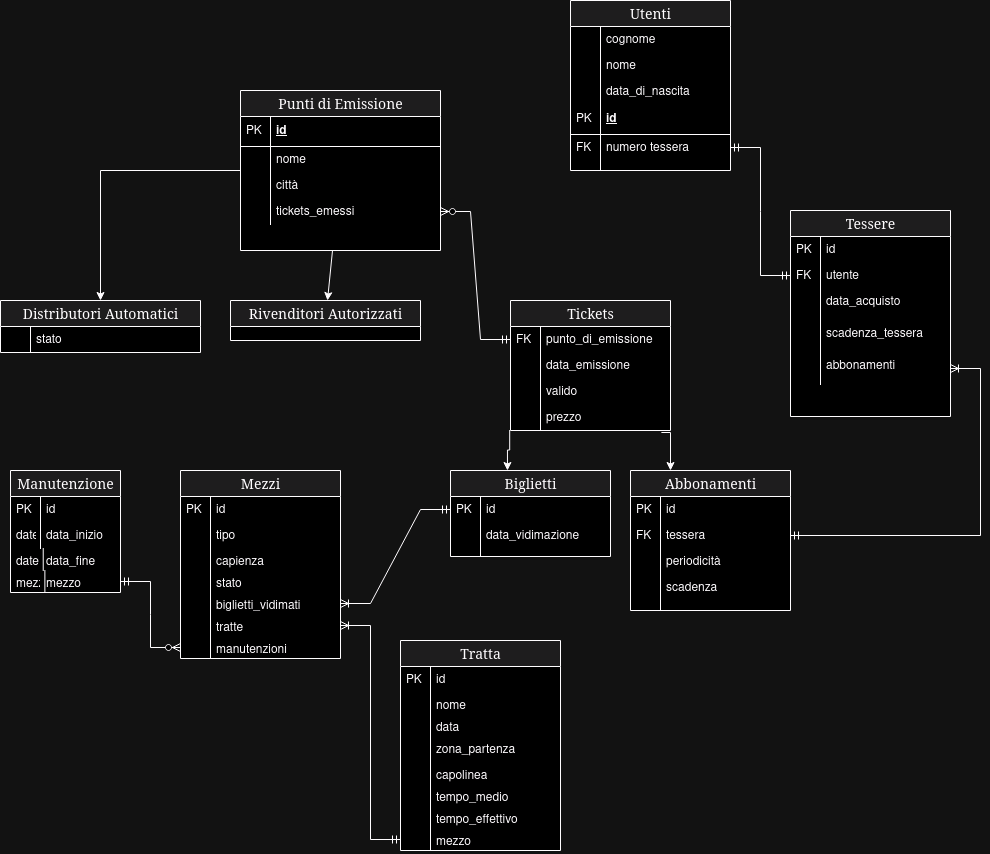 Utenti
cognome
nome
data_di_nascita
PK id
FK numero tessera
Punti di Emissione
PK id
nome
città
tickets_emessi
Tessere
PK id
FK utente
data_acquisto
scadenza_tessera
abbonamenti
Distributori Automatici
stato
Rivenditori Autorizzati
Tickets
FK punto_di_emissione
data_emissione
valido
prezzo
Manutenzione
PK id
date data_inizio
date data_fine
mez: mezzo
Mezzi
PK id
tipo
capienza
stato
biglietti_vidimati
tratte
manutenzioni
Biglietti
PK id
data_vidimazione
Abbonamenti
PK id
FK tessera
periodicità
scadenza
Tratta
PK id
nome
data
zona_partenza
capolinea
tempo_medio
tempo_effettivo
mezzo